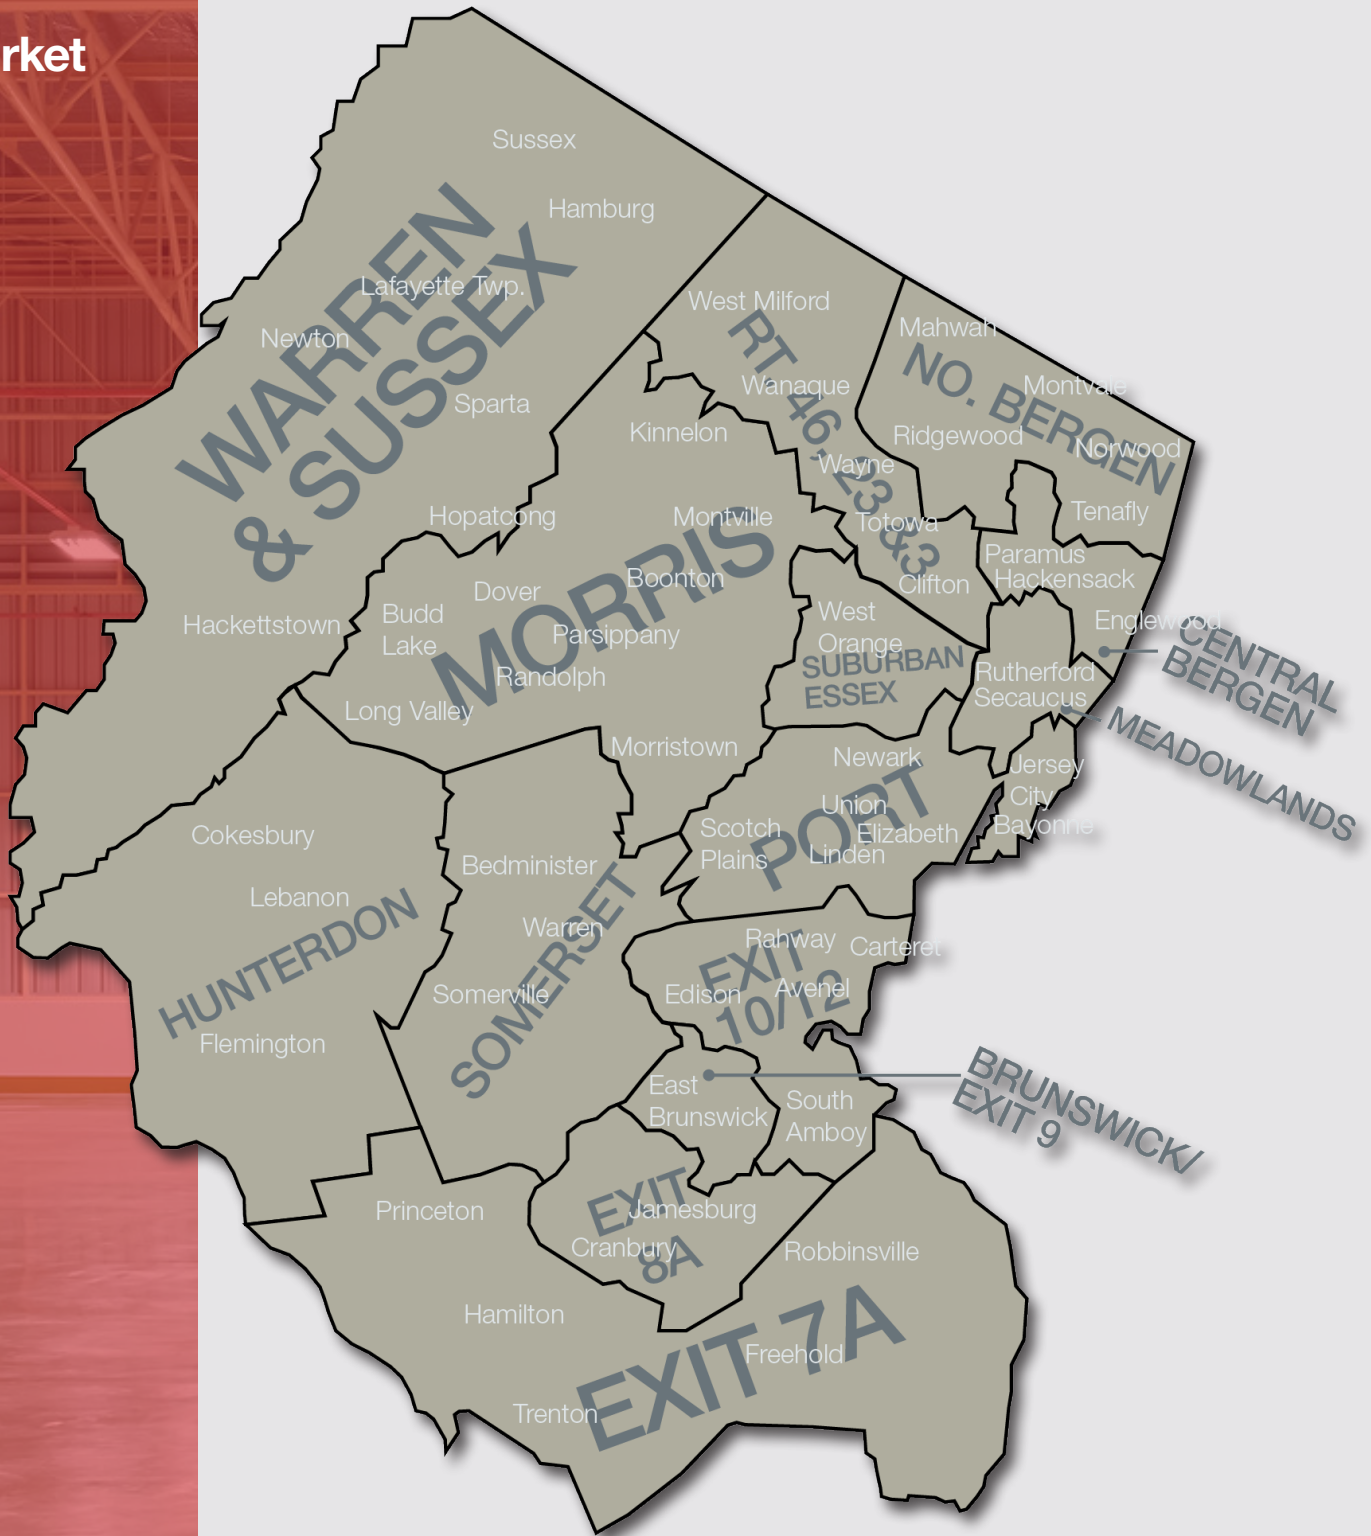 rket
Sussex
Hamburg
WARREN
& SUSSEX
Lafayette Twp.
Newton
Sparta
Hopatcong
Hackettstown
West Milford
RT. 46, 23 &3
Wanaque
Wayne
Totowa
Clifton
Mahwah
NO. BERGEN
Montvale
Ridgewood
Norwood
Tenafly
Paramus
Hackensack
Englewood
CENTRAL
BERGEN
Kinnelon
Montville
MORRIS
Boonton
Dover
Budd
Lake
Parsippany
Randolph
Long Valley
Morristown
West
Orange
SUBURBAN
ESSEX
Rutherford
Secaucus
MEADOWLANDS
Newark
PORT
Union
Elizabeth
Scotch
Plains
Linden
Jersey
City
Bayonne
Cokesbury
Lebanon
HUNTERDON
Flemington
Bedminister
Warren
SOMERSET
Somerville
Rahway
Carteret
EXIT
10/12
Edison
Avenel
East
Brunswick
South
Amboy
BRUNSWICK/
EXIT 9
Princeton
EXIT
8A
Jamesburg
Cranbury
Robbinsville
Hamilton
EXIT 7A
Freehold
Trenton